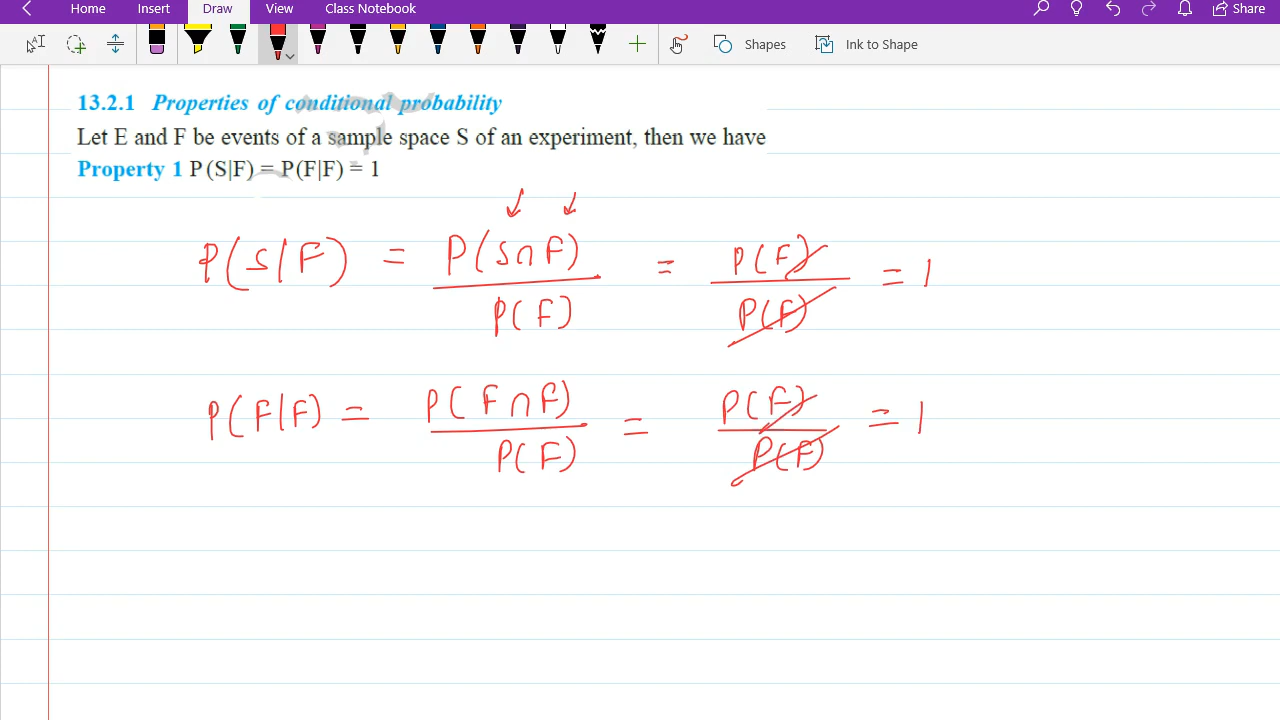 Home Insert Draw View Class Notebook Share
Shapes Ink to Shape
13.2.1 Properties of conditional probability
Let E and F be events of a sample space S of an experiment, then we have
Property 1 P (S|F) = P(F|F) = 1
P(S|F) = P(S∩F) / P(F) = P(F) / P(F) = 1
P(F|F) = P(F∩F) / P(F) = P(F) / P(F) = 1